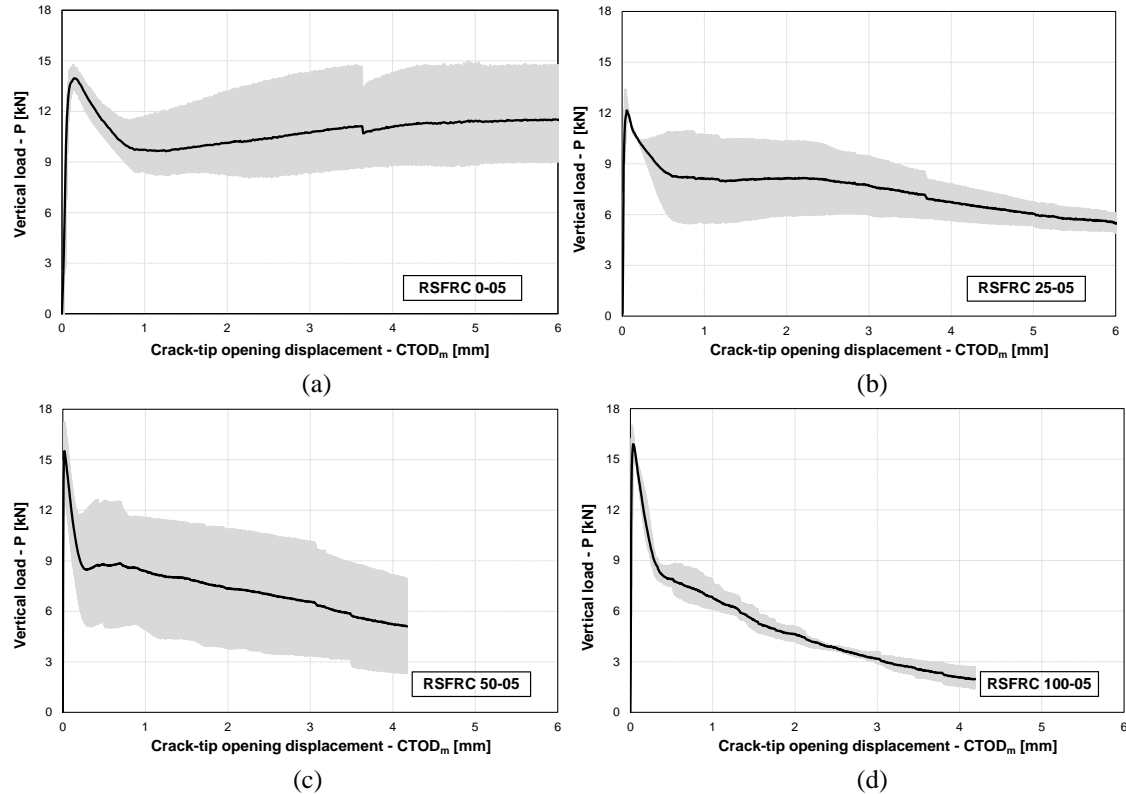 18
15
12
9
6
3
0
Vertical load - P [kN]
RSFRC 0-05
0 1 2 3 4 5 6
Crack-tip opening displacement - CTODm [mm]
(a)
18
15
12
9
6
3
0
Vertical load - P [kN]
RSFRC 25-05
0 1 2 3 4 5 6
Crack-tip opening displacement - CTODm [mm]
(b)
18
15
12
9
6
3
0
Vertical load - P [kN]
RSFRC 50-05
0 1 2 3 4 5 6
Crack-tip opening displacement - CTODm [mm]
(c)
18
15
12
9
6
3
0
Vertical load - P [kN]
RSFRC 100-05
0 1 2 3 4 5 6
Crack-tip opening displacement - CTODm [mm]
(d)